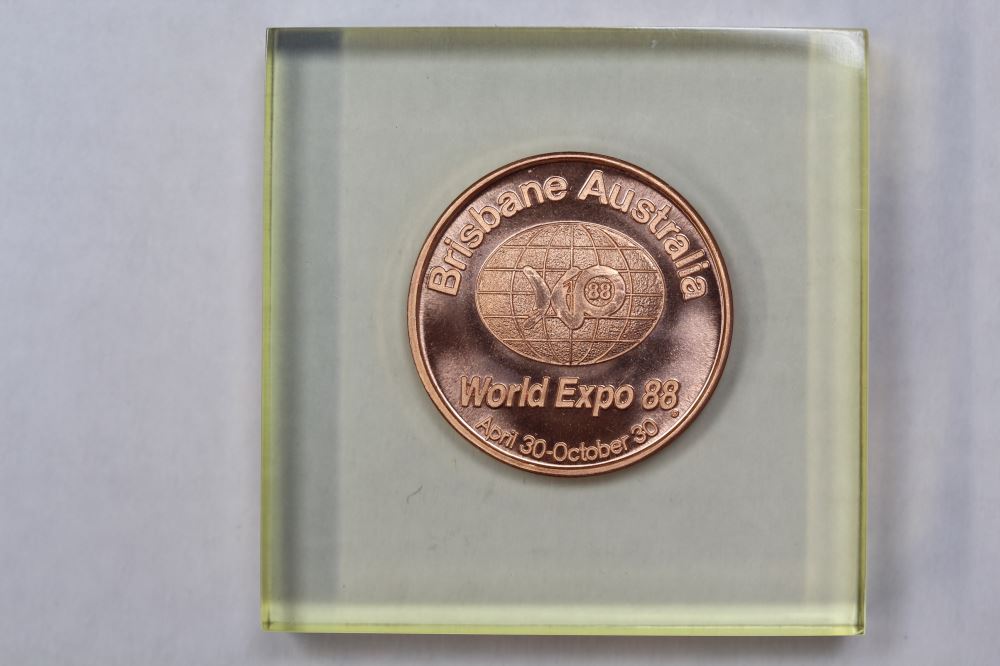 Brisbane Australia
88
World Expo 88
April 30-October 30